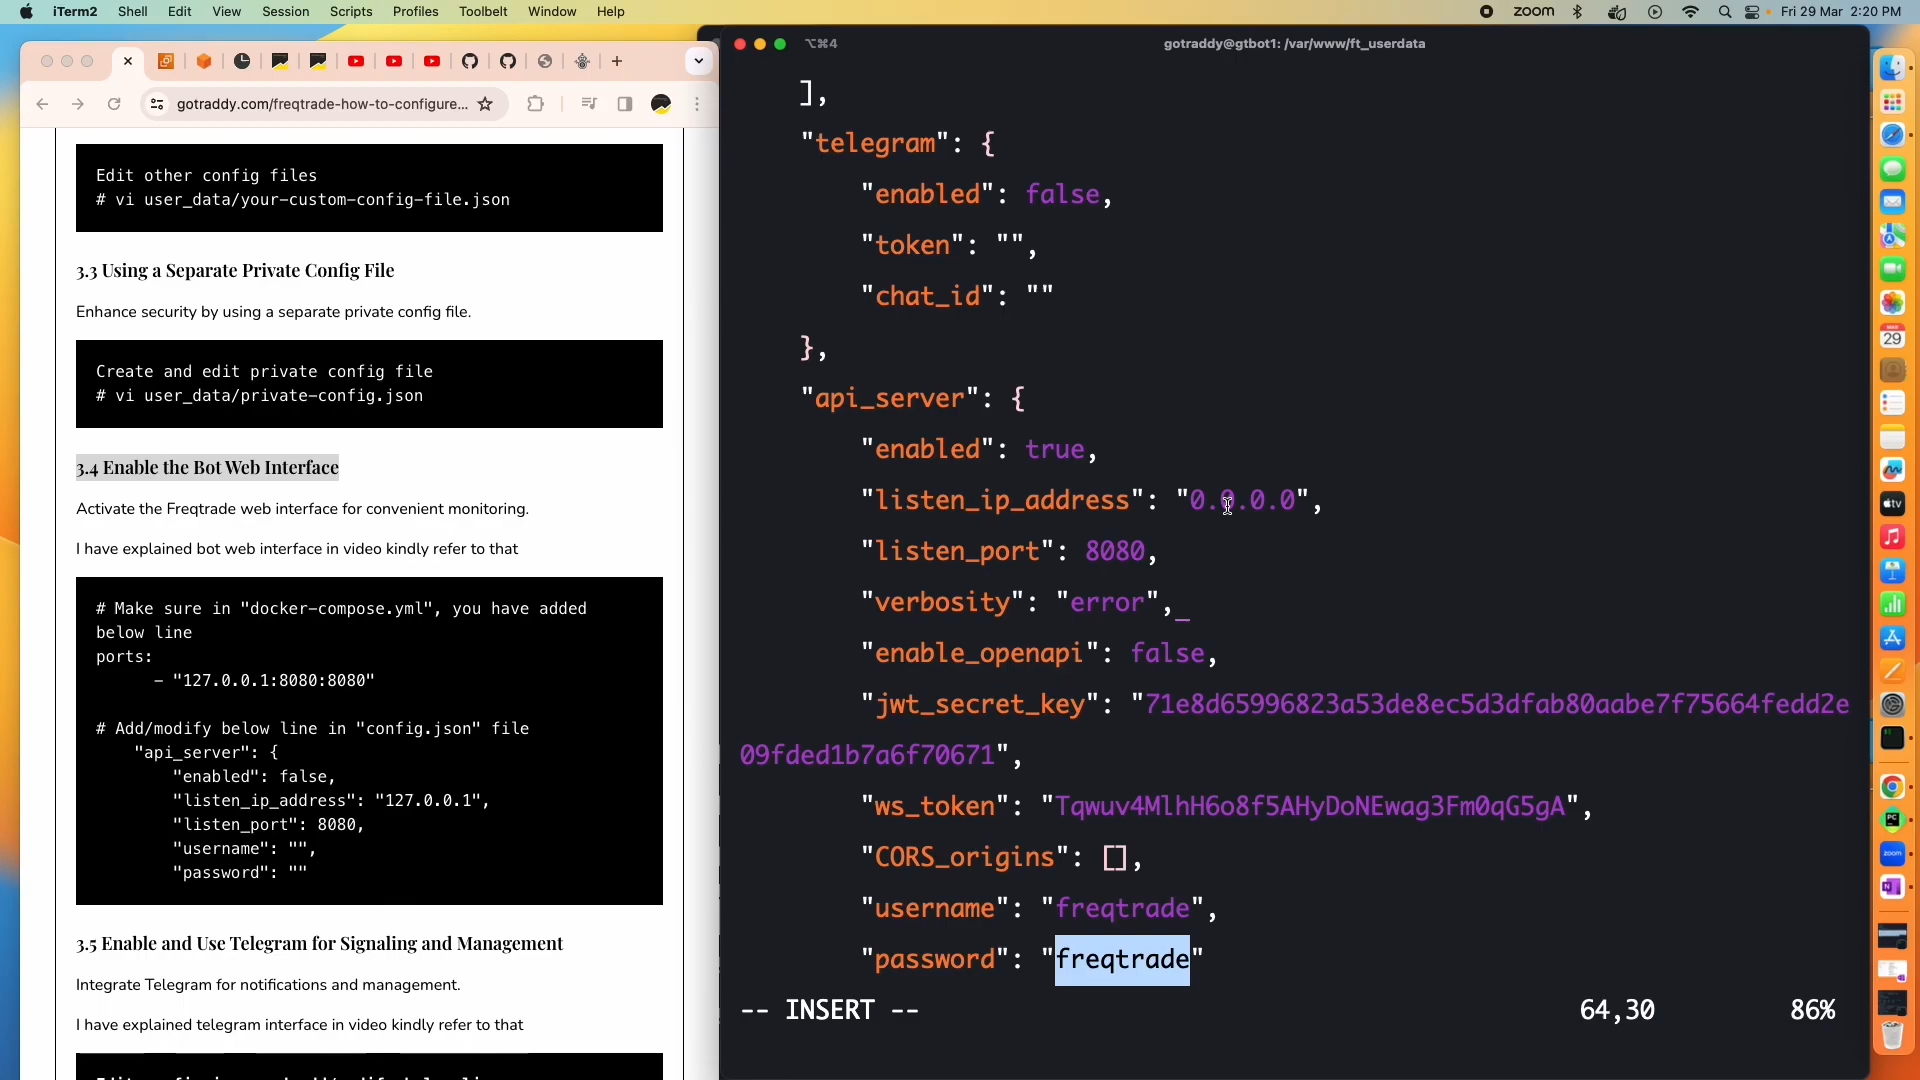 iTerm2 Shell Edit View Session Scripts Profiles Toolbelt Window Help
zoom Fri 29 Mar 2:20 PM
gotraddy.com/freqtrade-how-to-configure...
Edit other config files
# vi user_data/your-custom-config-file.json
3.3 Using a Separate Private Config File
Enhance security by using a separate private config file.
Create and edit private config file
# vi user_data/private-config.json
3.4 Enable the Bot Web Interface
Activate the Freqtrade web interface for convenient monitoring.
I have explained bot web interface in video kindly refer to that
# Make sure in "docker-compose.yml", you have added
below line
ports:
- "127.0.0.1:8080:8080"
# Add/modify below line in "config.json" file
"api_server": {
"enabled": false,
"listen_ip_address": "127.0.0.1",
"listen_port": 8080,
"username": "",
"password": ""
3.5 Enable and Use Telegram for Signaling and Management
Integrate Telegram for notifications and management.
I have explained telegram interface in video kindly refer to that
⌥⌘4
gotraddy@gtbot1: /var/www/ft_userdata
],
"telegram": {
"enabled": false,
"token": "",
"chat_id": ""
},
"api_server": {
"enabled": true,
"listen_ip_address": "0.0.0.0",
"listen_port": 8080,
"verbosity": "error",
"enable_openapi": false,
"jwt_secret_key": "71e8d65996823a53de8ec5d3dfab80aabe7f75664fedd2e
09fded1b7a6f70671",
"ws_token": "Tqwuv4MlhH6o8f5AHyDoNEwag3Fm0qG5gA",
"CORS_origins": [],
"username": "freqtrade",
"password": "freqtrade"
-- INSERT -- 64,30 86%
29
tv
zoom